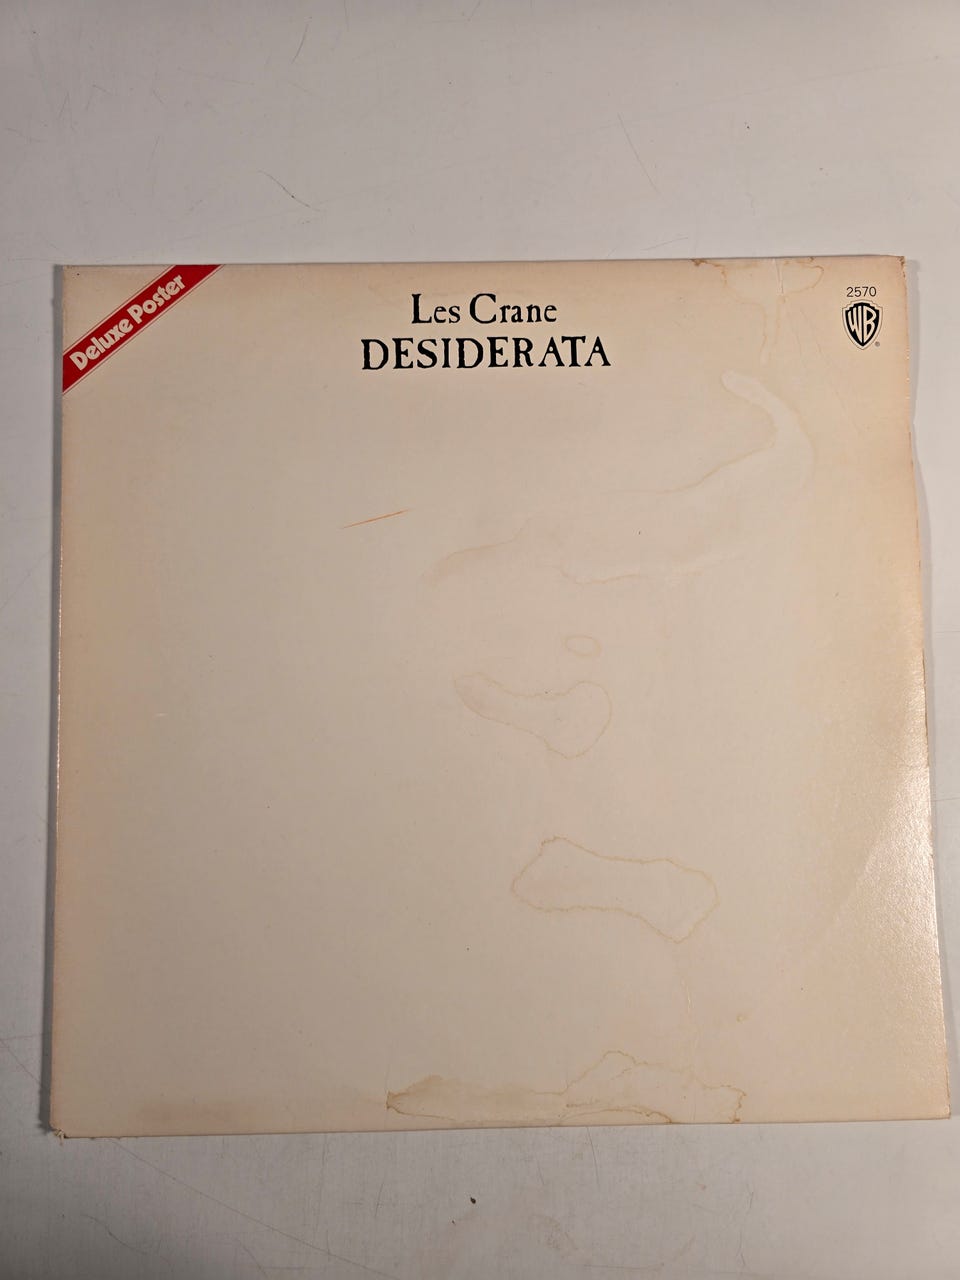 Deluxe Poster
Les Crane
DESIDERATA
2570
WB
®